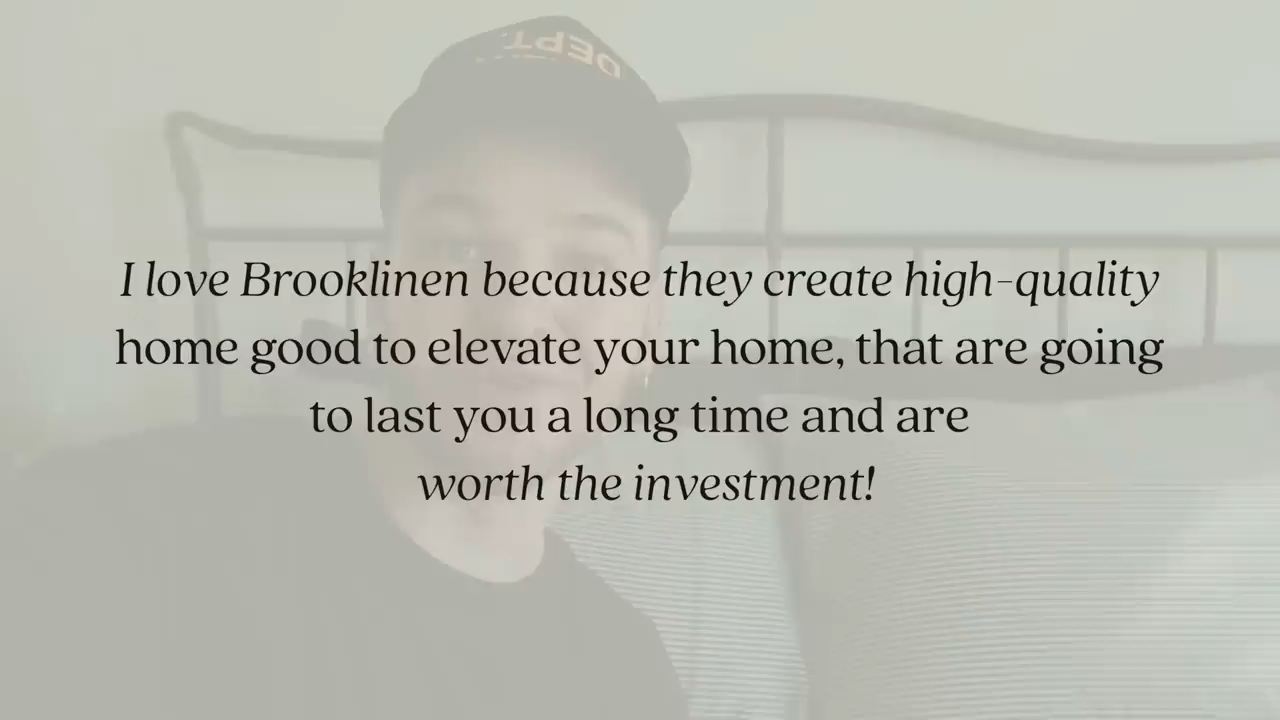 DEPT.
I love Brooklinen because they create high-quality
home good to elevate your home, that are going
to last you a long time and are
worth the investment!